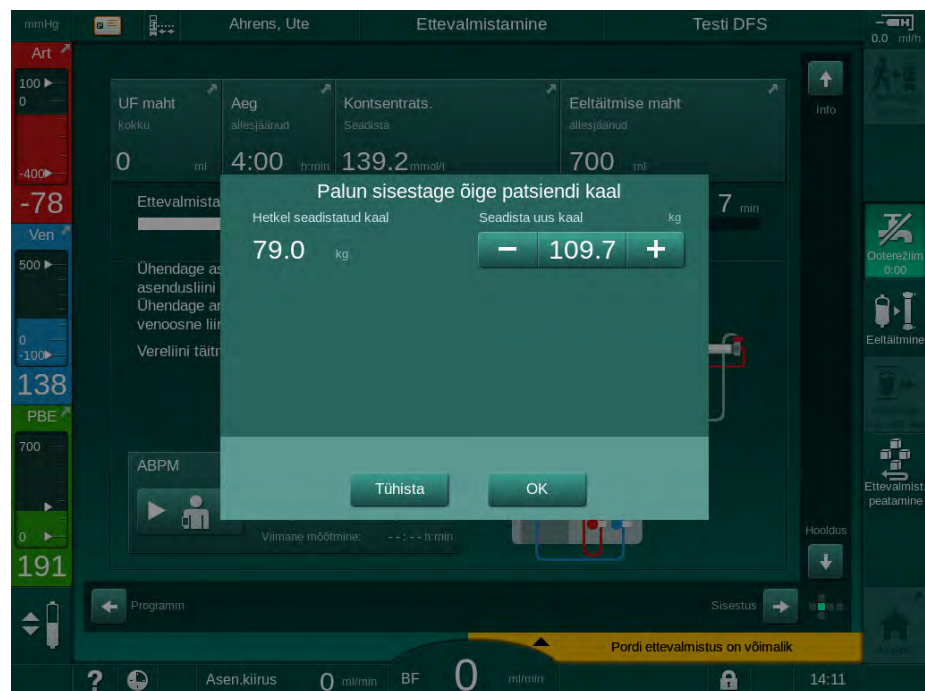 mmHg
Ahrens, Ute
Ettevalmistamine
Testi DFS
0.0 ml/h
Art
100
0
-400
-78
Ven
500
0
-100
138
PBE
700
0
191
UF maht
kokku
0 ml
Aeg
allesjäänud
4:00 h:min
Kontsentrats.
Seadista
139.2 mmol/l
Eeltäitmise maht
allesjäänud
700 ml
Info
Ettevalmista
7 min
Palun sisestage õige patsiendi kaal
Hetkel seadistatud kaal
79.0 kg
Seadista uus kaal kg
− 109.7 +
Ühendage as
asendusliini
Ühendage ar
venoosne liir
Vereliini täitr
Tühista
OK
ABPM
Viimane mõõtmine: --:-- h:min
Ooterežiim
0:00
Eeltäitmine
Ettevalmist.
peatamine
Hooldus
Programm
Sisestus
Pordi ettevalmistus on võimalik
?
Asen.kiirus 0 ml/min
BF 0 ml/min
14:11